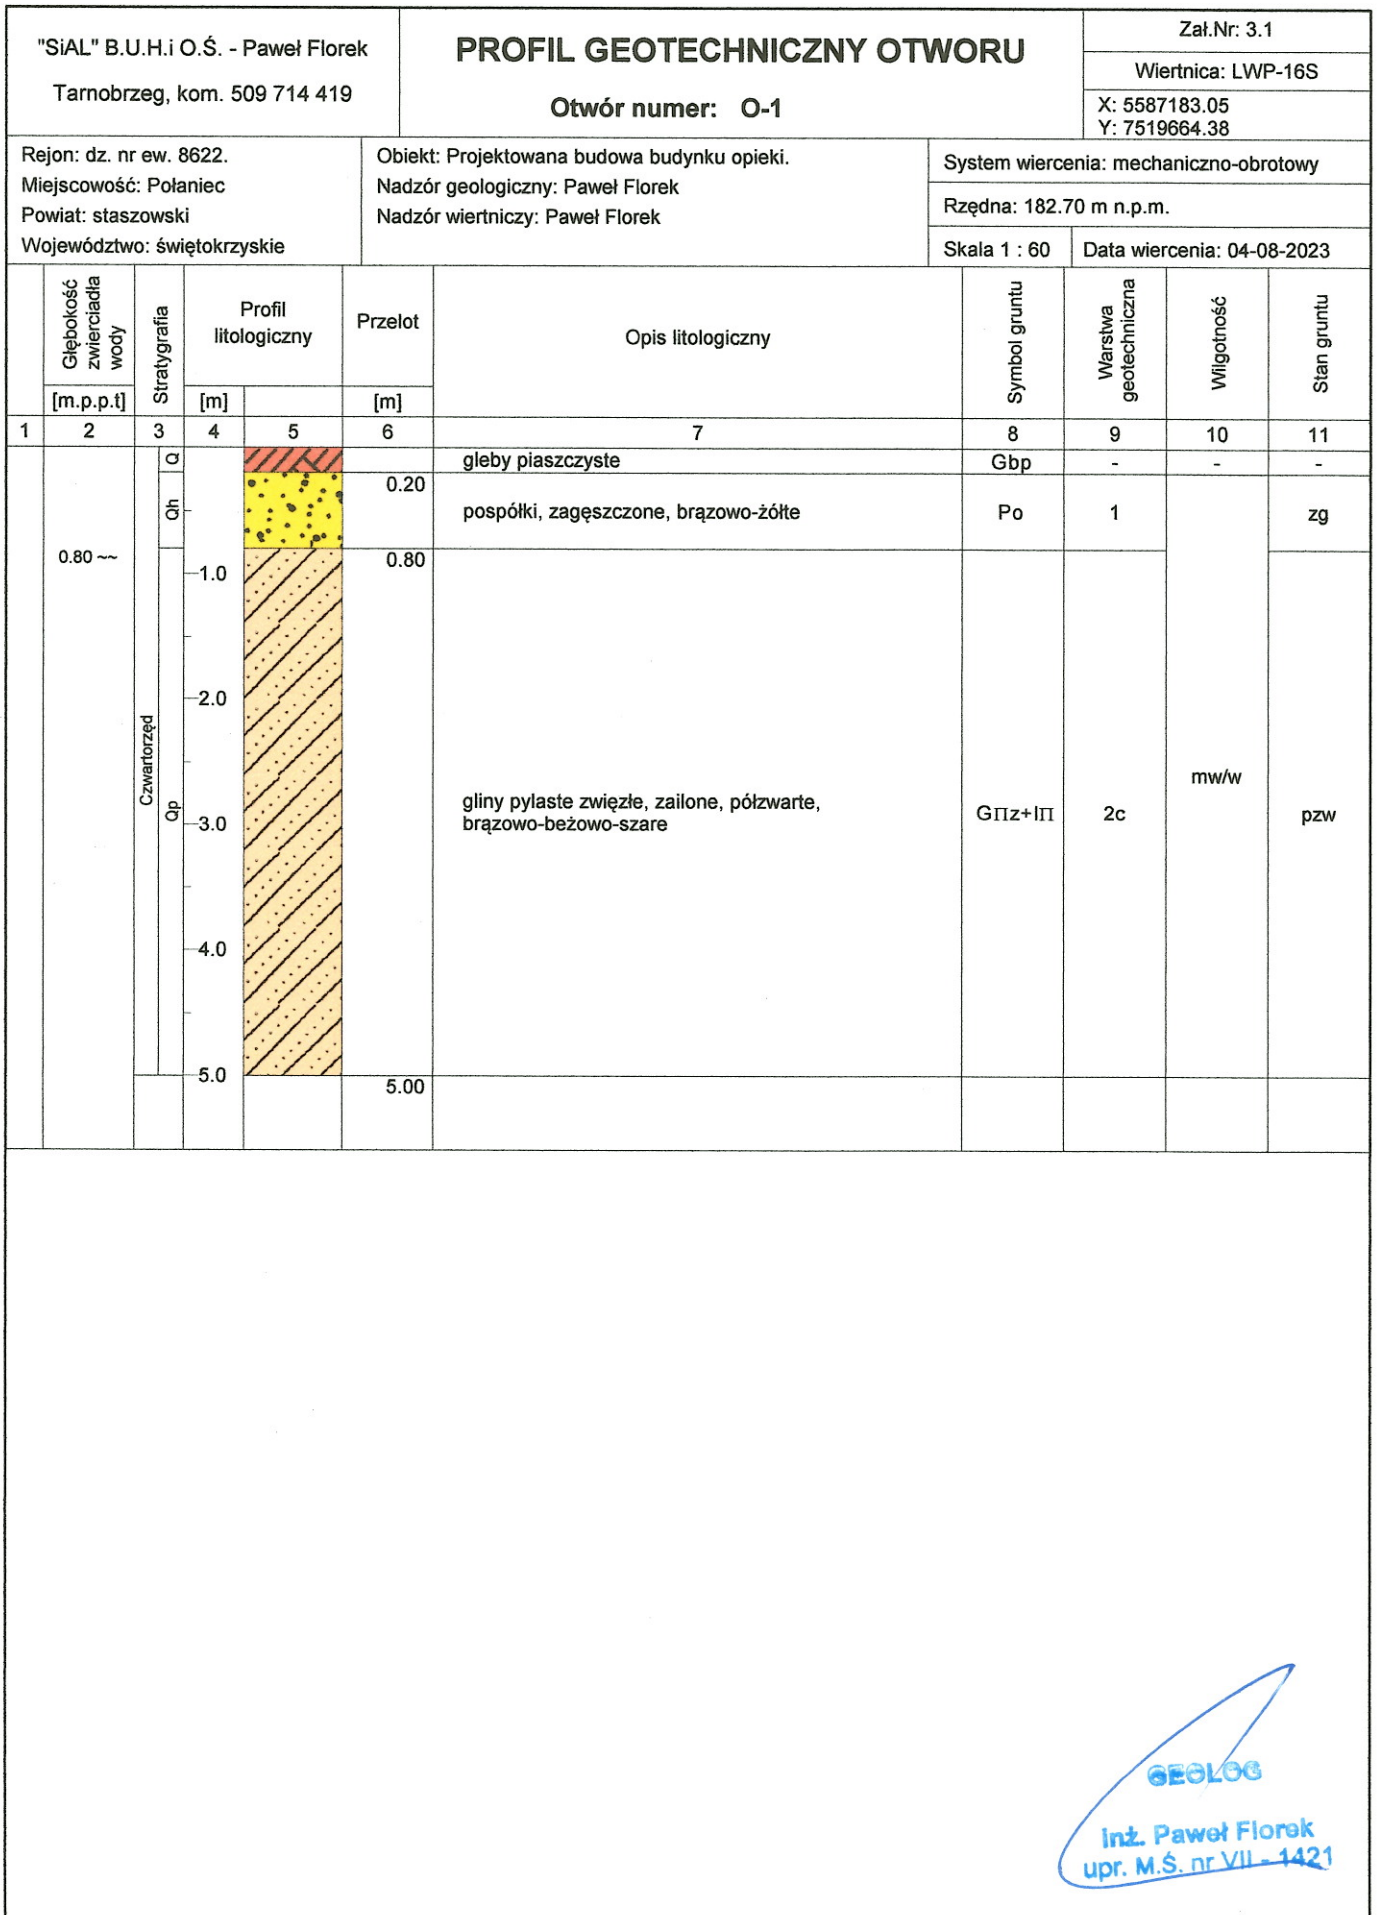 "SiAL" B.U.H.i O.Ś. - Paweł Florek
Tarnobrzeg, kom. 509 714 419
PROFIL GEOTECHNICZNY OTWORU
Otwór numer: O-1
Zał.Nr: 3.1
Wiertnica: LWP-16S
X: 5587183.05
Y: 7519664.38
Rejon: dz. nr ew. 8622.
Miejscowość: Połaniec
Powiat: staszowski
Województwo: świętokrzyskie
Obiekt: Projektowana budowa budynku opieki.
Nadzór geologiczny: Paweł Florek
Nadzór wiertniczy: Paweł Florek
System wiercenia: mechaniczno-obrotowy
Rzędna: 182.70 m n.p.m.
Skala 1 : 60
Data wiercenia: 04-08-2023
Głębokość
zwierciadła
wody
[m.p.p.t]
Stratygrafia
Profil
litologiczny
[m]
Przelot
[m]
Opis litologiczny
Symbol gruntu
Warstwa
geotechniczna
Wilgotność
Stan gruntu
1 2 3 4 5 6 7 8 9 10 11
Q
gleby piaszczyste
Gbp
- - -
0.20
Qh
pospółki, zagęszczone, brązowo-żółte
Po
1
zg
0.80 ~~
0.80
1.0
2.0
Czwartorzęd
Qp
3.0
gliny pylaste zwięzłe, zailone, półzwarte,
brązowo-beżowo-szare
GΠz+IΠ
2c
mw/w
pzw
4.0
5.0
5.00
GEOLOG
inż. Paweł Florek
upr. M.Ś. nr VII - 1421